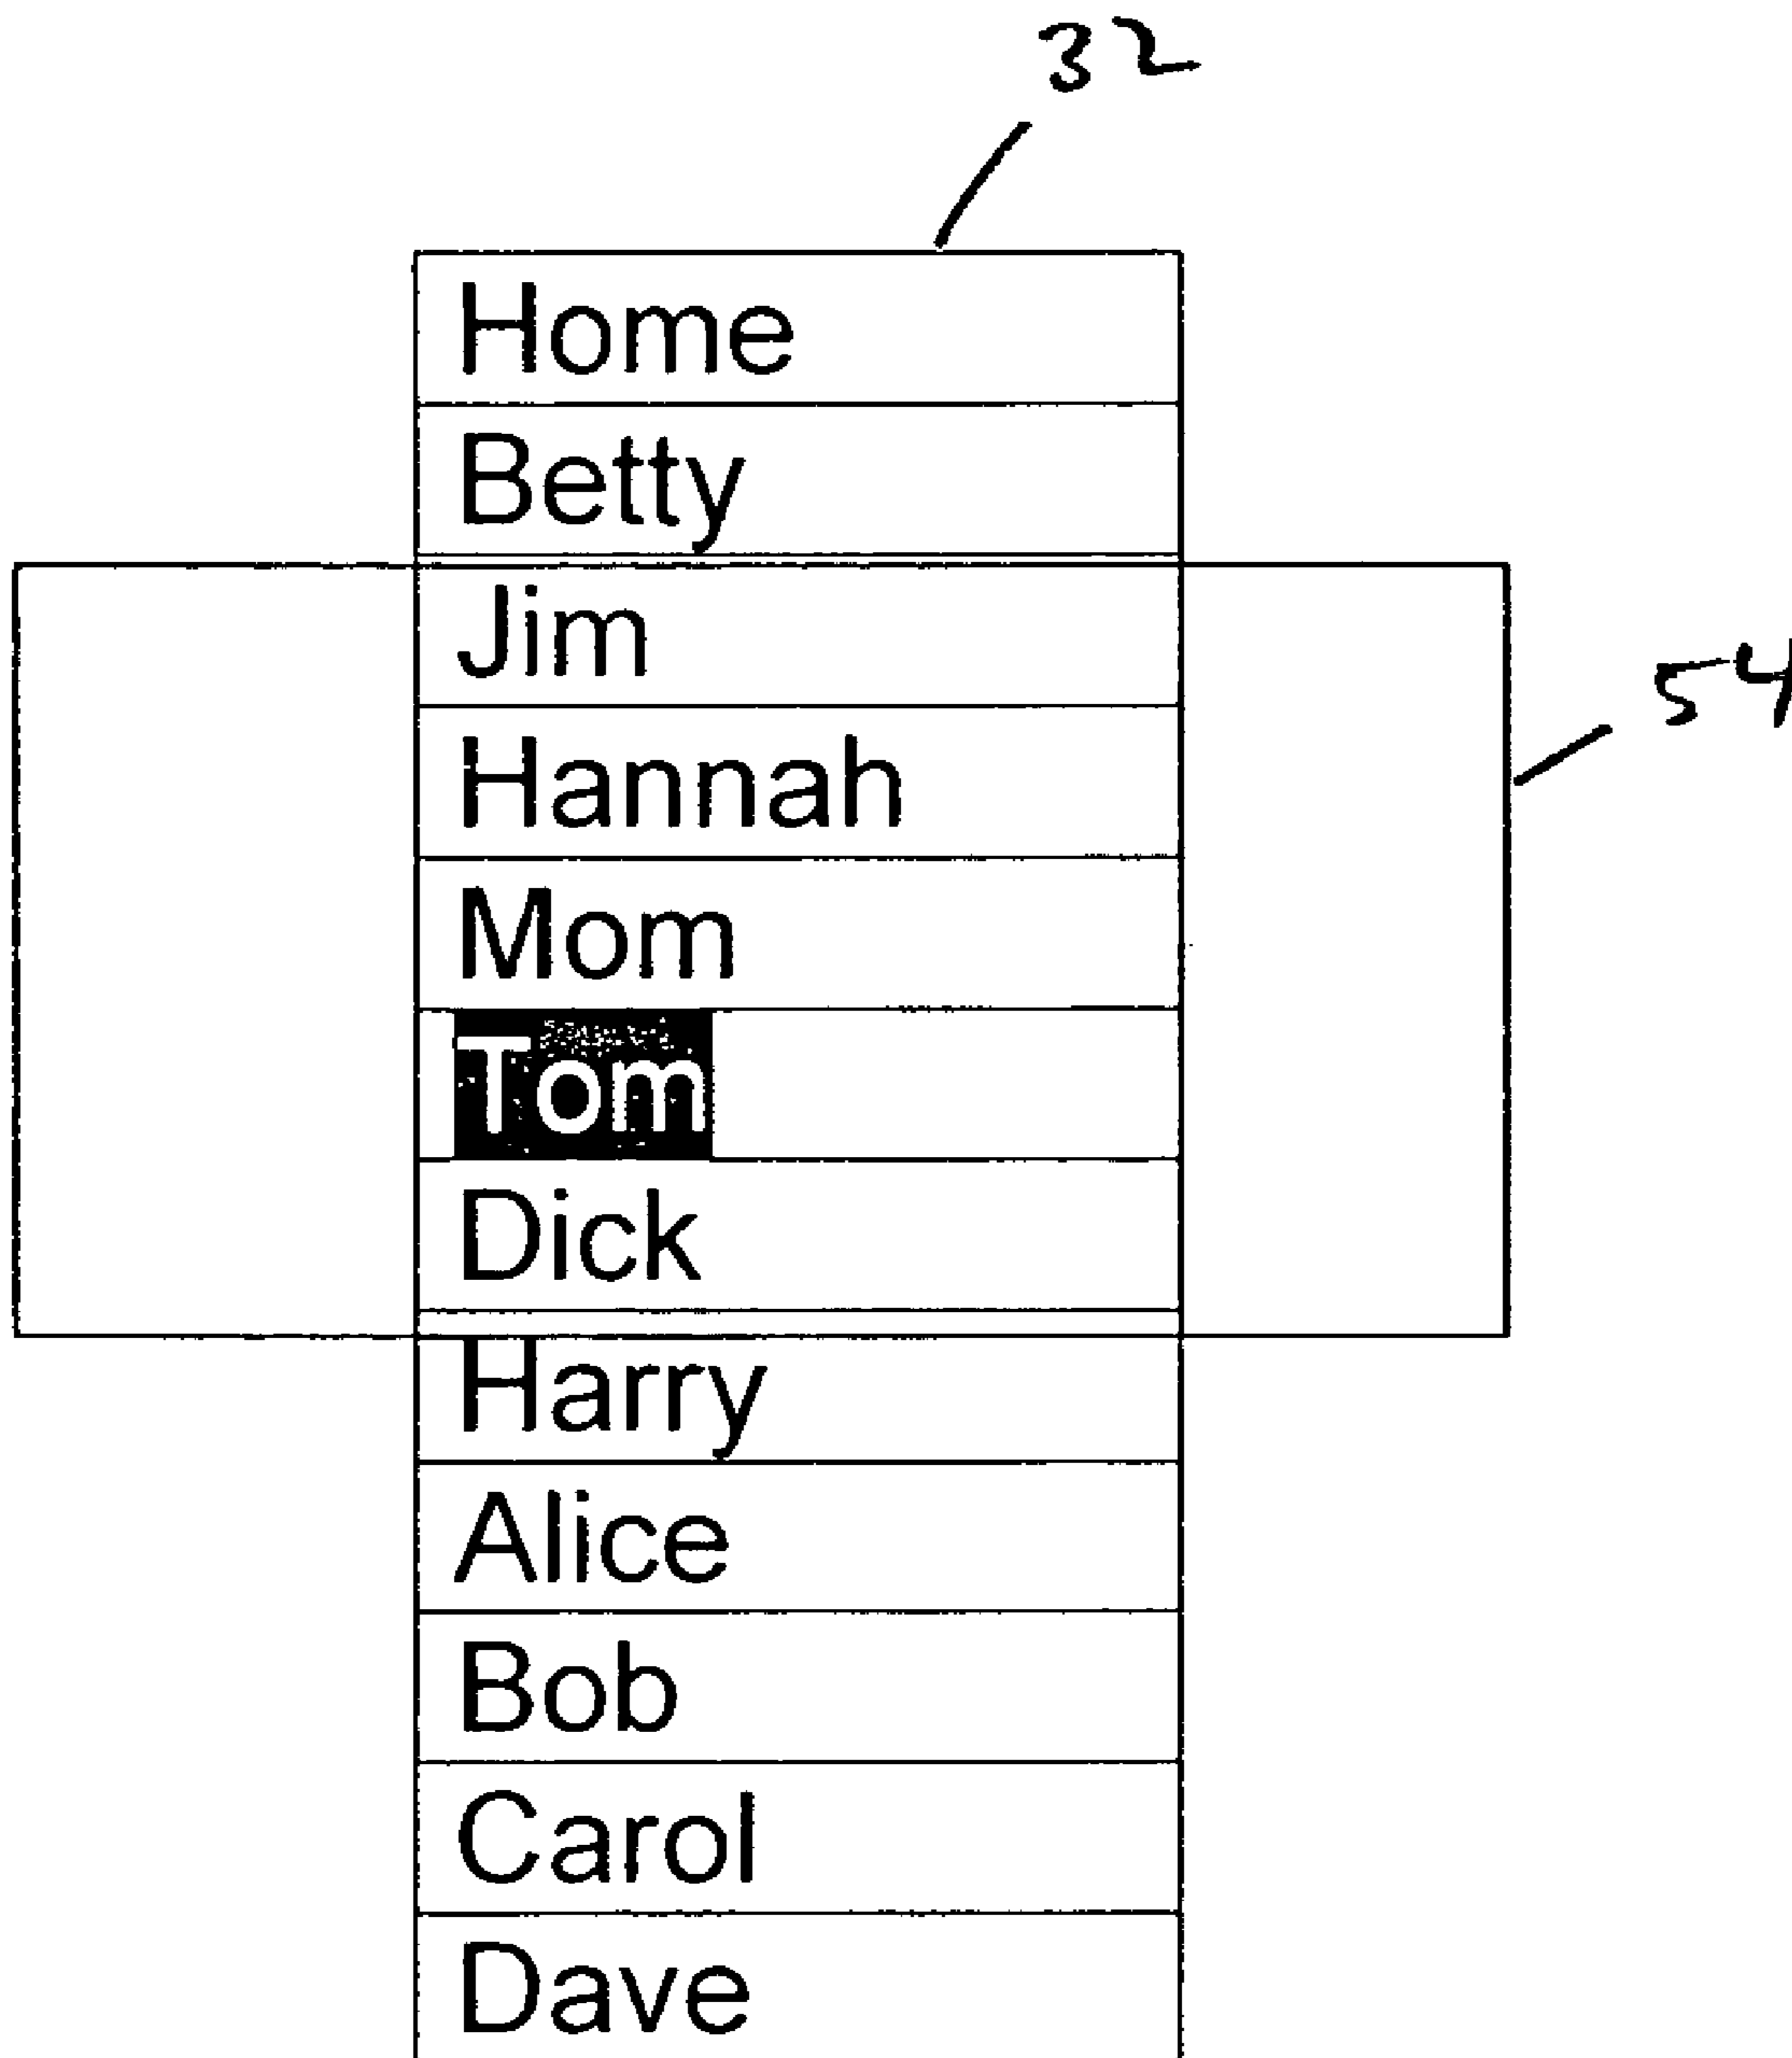 32
Home
Betty
Jim
54
Hannah
Mom
Tom
Dick
Harry
Alice
Bob
Carol
Dave